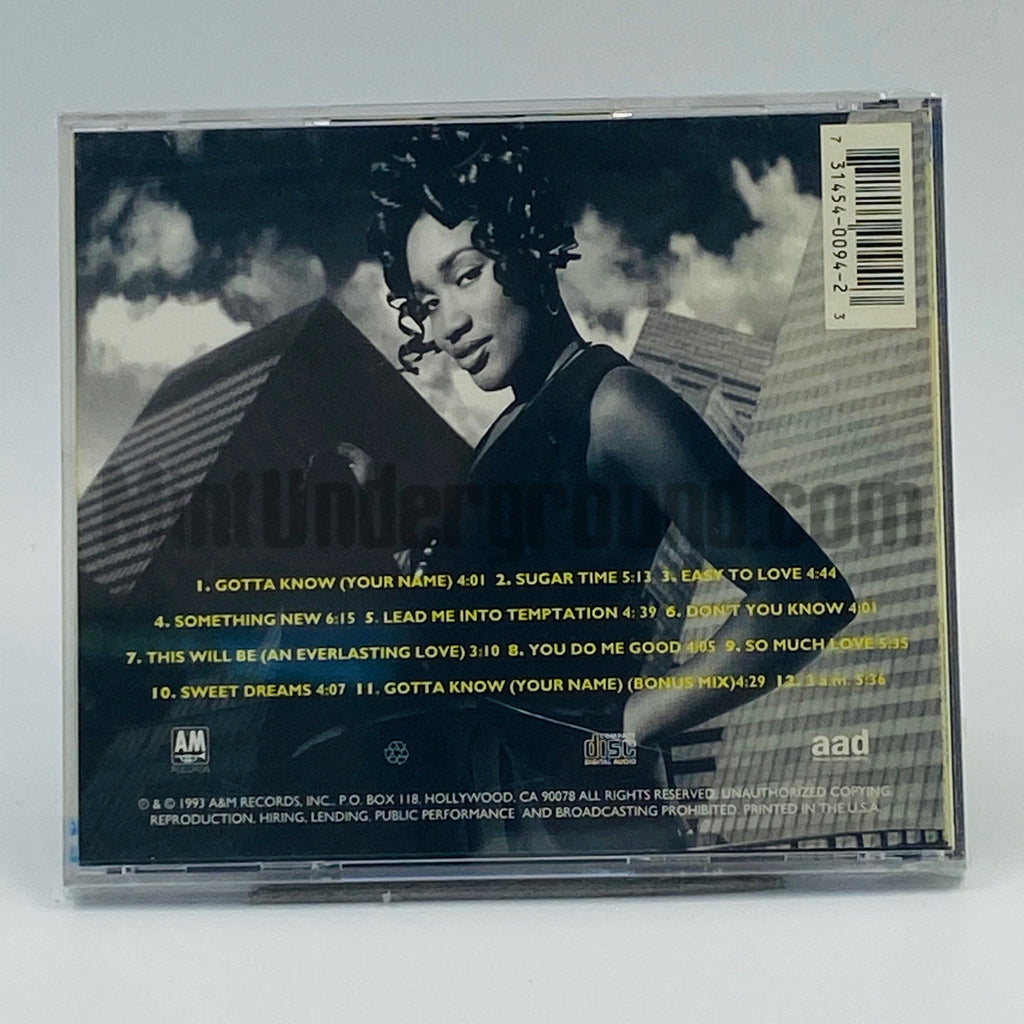 7 31454-0094-2 3
MintUnderground.com
1. GOTTA KNOW (YOUR NAME) 4:01 2. SUGAR TIME 5:13 3. EASY TO LOVE 4:44
4. SOMETHING NEW 6:15 5. LEAD ME INTO TEMPTATION 4: 39 6. DON'T YOU KNOW 4:01
7. THIS WILL BE (AN EVERLASTING LOVE) 3:10 8. YOU DO ME GOOD 4:05 9. SO MUCH LOVE 5:35
10. SWEET DREAMS 4:07 11. GOTTA KNOW (YOUR NAME) (BONUS MIX)4:29 12. 3 a.m. 5:36
A&M
COMPACT
disc
DIGITAL AUDIO
aad
℗ & © 1993 A&M RECORDS, INC. P.O. BOX 118, HOLLYWOOD, CA 90078 ALL RIGHTS RESERVED. UNAUTHORIZED COPYING,
REPRODUCTION, HIRING, LENDING, PUBLIC PERFORMANCE AND BROADCASTING PROHIBITED. PRINTED IN THE U.S.A.